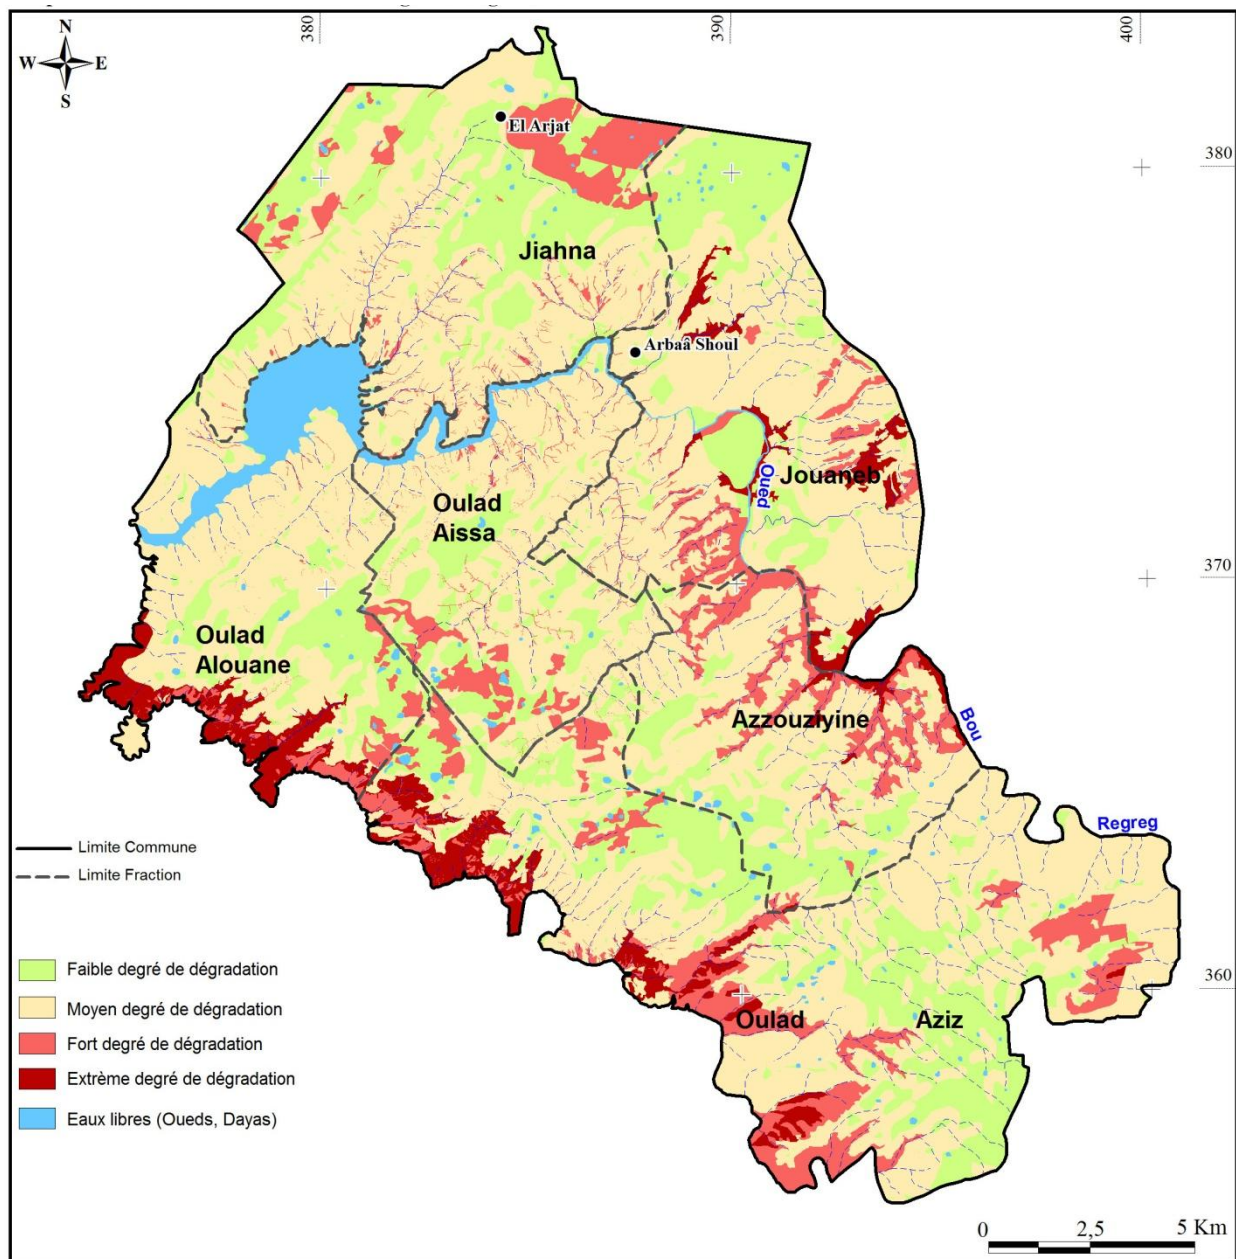 380
390
400
N
W E
S
El Arjat
380
Jiahna
Arbaâ Shoul
Oued
Jouaneb
Oulad
Aissa
370
Oulad
Alouane
Azzouziyine
Bou
Regreg
Limite Commune
Limite Fraction
Faible degré de dégradation
Moyen degré de dégradation
Fort degré de dégradation
Extrème degré de dégradation
Eaux libres (Oueds, Dayas)
360
Oulad Aziz
0 2,5 5 Km